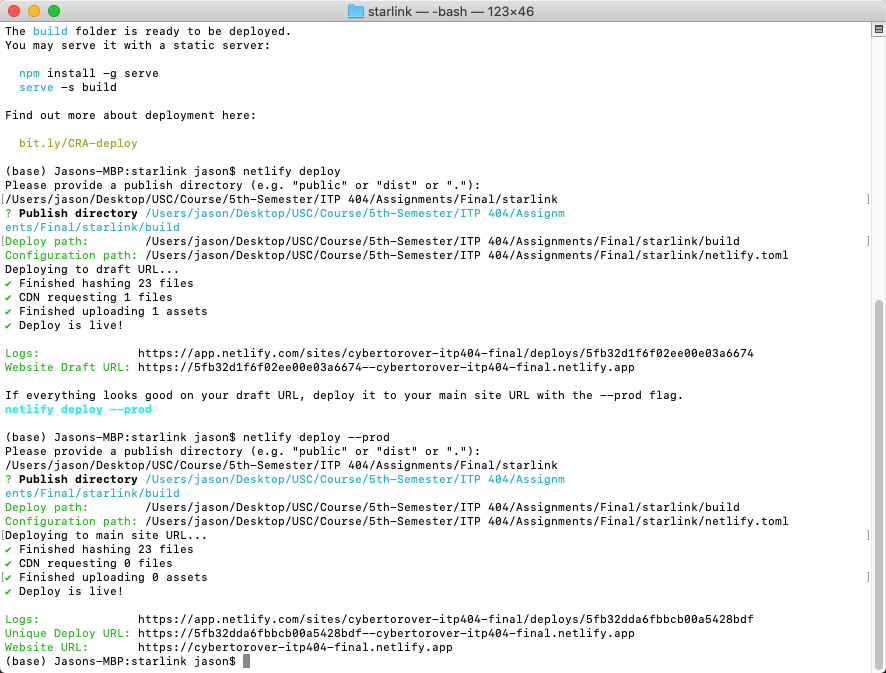 starlink — -bash — 123×46
The build folder is ready to be deployed.
You may serve it with a static server:
npm install -g serve
serve -s build
Find out more about deployment here:
bit.ly/CRA-deploy
(base) Jasons-MBP:starlink jason$ netlify deploy
Please provide a publish directory (e.g. "public" or "dist" or "."):
[/Users/jason/Desktop/USC/Course/5th-Semester/ITP 404/Assignments/Final/starlink ]
? Publish directory /Users/jason/Desktop/USC/Course/5th-Semester/ITP 404/Assignm
ents/Final/starlink/build
[Deploy path: /Users/jason/Desktop/USC/Course/5th-Semester/ITP 404/Assignments/Final/starlink/build ]
Configuration path: /Users/jason/Desktop/USC/Course/5th-Semester/ITP 404/Assignments/Final/starlink/netlify.toml
Deploying to draft URL...
✔ Finished hashing 23 files
✔ CDN requesting 1 files
✔ Finished uploading 1 assets
✔ Deploy is live!
Logs: https://app.netlify.com/sites/cybertorover-itp404-final/deploys/5fb32d1f6f02ee00e03a6674
Website Draft URL: https://5fb32d1f6f02ee00e03a6674--cybertorover-itp404-final.netlify.app
If everything looks good on your draft URL, deploy it to your main site URL with the --prod flag.
netlify deploy --prod
(base) Jasons-MBP:starlink jason$ netlify deploy --prod
Please provide a publish directory (e.g. "public" or "dist" or "."):
/Users/jason/Desktop/USC/Course/5th-Semester/ITP 404/Assignments/Final/starlink
? Publish directory /Users/jason/Desktop/USC/Course/5th-Semester/ITP 404/Assignm
ents/Final/starlink/build
Deploy path: /Users/jason/Desktop/USC/Course/5th-Semester/ITP 404/Assignments/Final/starlink/build
Configuration path: /Users/jason/Desktop/USC/Course/5th-Semester/ITP 404/Assignments/Final/starlink/netlify.toml
[Deploying to main site URL... ]
✔ Finished hashing 23 files
✔ CDN requesting 0 files
[✔ Finished uploading 0 assets ]
✔ Deploy is live!
Logs: https://app.netlify.com/sites/cybertorover-itp404-final/deploys/5fb32dda6fbbcb00a5428bdf
Unique Deploy URL: https://5fb32dda6fbbcb00a5428bdf--cybertorover-itp404-final.netlify.app
Website URL: https://cybertorover-itp404-final.netlify.app
(base) Jasons-MBP:starlink jason$